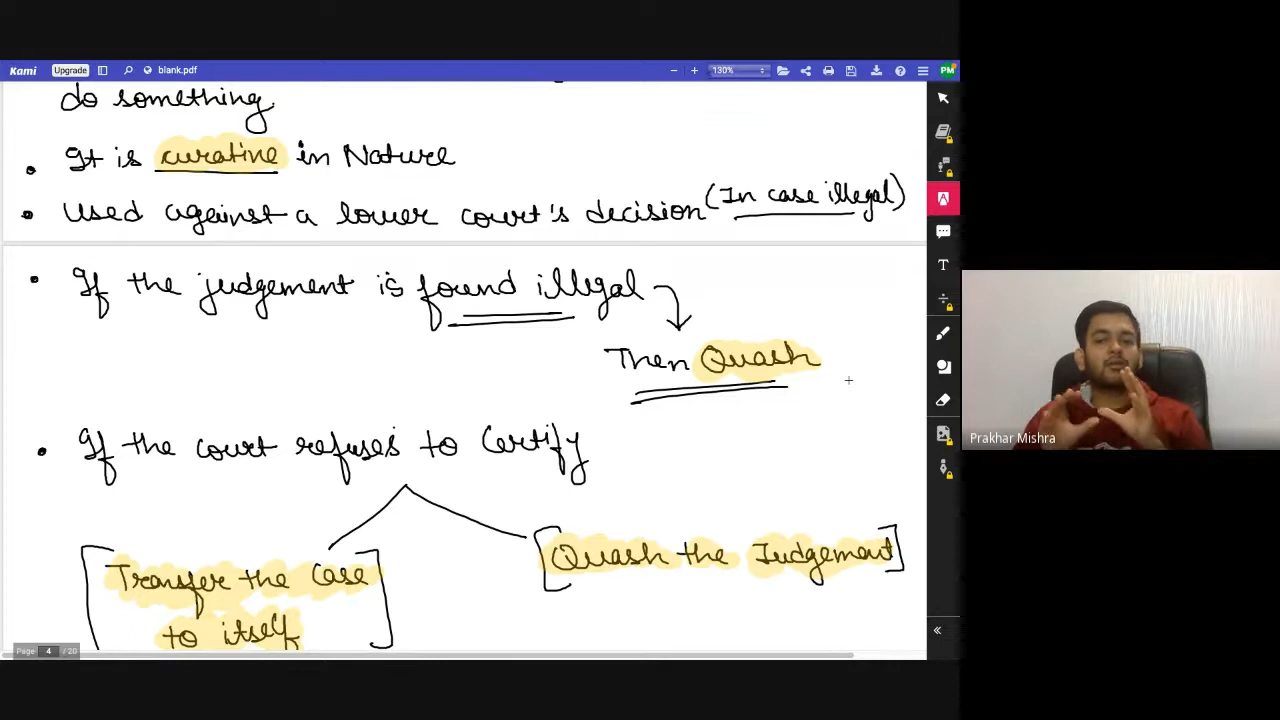 Kami
Upgrade
blank.pdf
130%
PM
do something
It is curative in Nature
Used against a lower court's decision (In case illegal)
If the judgement is found illegal
Then Quash
If the court refuses to Certify
Transfer the Case
to itself
Quash the Judgement
Page 4 / 20
Prakhar Mishra